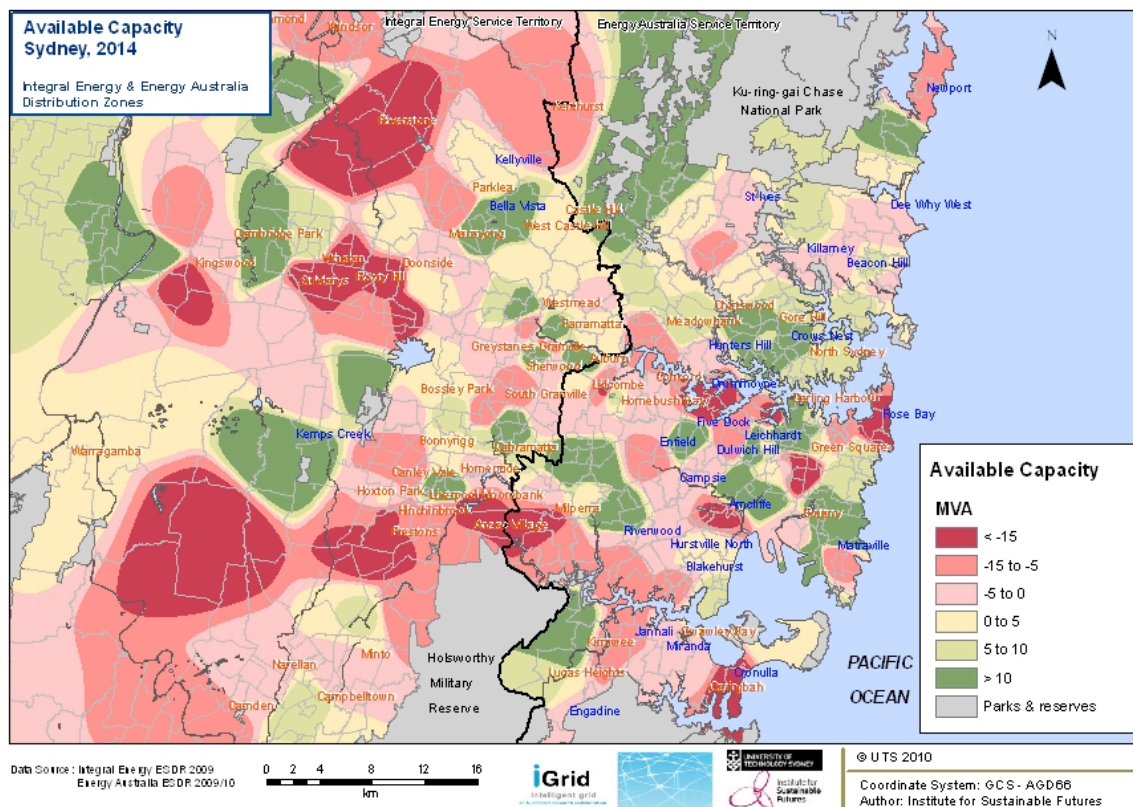 Available Capacity
Sydney, 2014
Integral Energy & Energy Australia
Distribution Zones
Integral Energy Service Territory
Energy Australia Service Territory
N
Windsor
Riverstone
Kenthurst
Ku-ring-gai Chase
National Park
Newport
Kellyville
Parklea
Bella Vista
Castle Hill
West Castle Hill
St Ives
Dee Why West
Cambridge Park
Marayong
Killarney
Beacon Hill
Kingswood
St Marys
Rooty Hill
Doonside
Westmead
Parramatta
Chatswood
Meadowbank
Gore Hill
Hunters Hill
Crows Nest
North Sydney
Greystanes
Granville
Auburn
Sherwood
Lidcombe
Concord
Drummoyne
Bossley Park
South Granville
Homebush Bay
Darling Harbour
Five Dock
Rose Bay
Kemps Creek
Bonnyrigg
Cabramatta
Enfield
Leichhardt
Dulwich Hill
Green Square
Warragamba
Canley Vale
Homepride
Campsie
Hoxton Park
Liverpool
Moorebank
Hinchinbrook
Milperra
Arncliffe
Botany
Prestons
Anzac Village
Riverwood
Hurstville North
Matraville
Blakehurst
Holsworthy
Military
Reserve
Kirrawee
Jannali
Gwawley Bay
Miranda
Narellan
Minto
Lucas Heights
Cronulla
Caringbah
Camden
Campbelltown
Engadine
PACIFIC
OCEAN
Available Capacity
MVA
< -15
-15 to -5
-5 to 0
0 to 5
5 to 10
> 10
Parks & reserves
Data Source : Integral Energy ESDR 2009
Energy Australia ESDR 2009/10
0 2 4 8 12 16
km
iGrid
intelligent grid
UNIVERSITY OF
TECHNOLOGY SYDNEY
Institute for
Sustainable
Futures
© UTS 2010
Coordinate System: GCS - AGD66
Author: Institute for Sustainable Futures